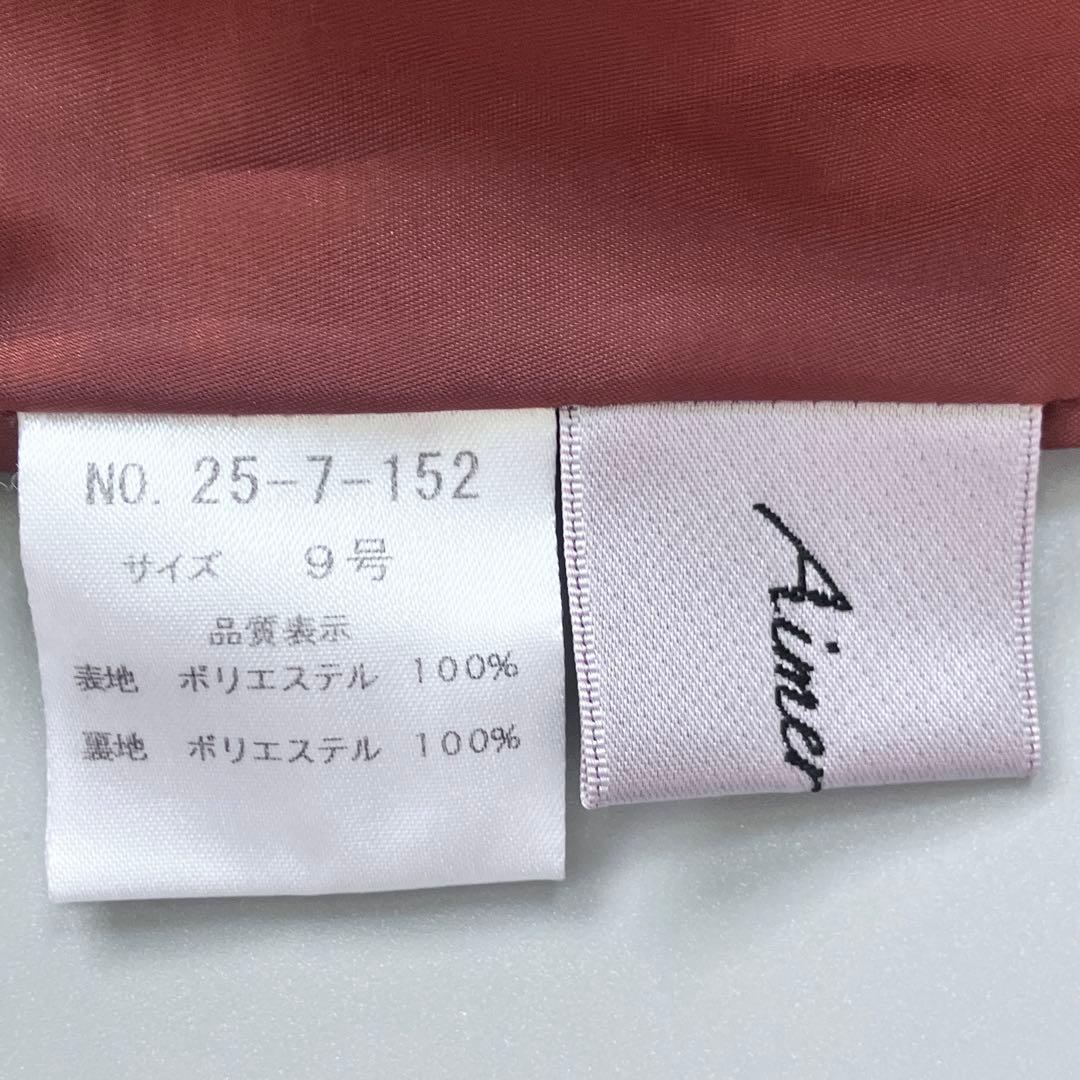 NO. 25-7-152
サイズ 9号
品質表示
表地 ポリエステル 100%
裏地 ポリエステル 100%
Aimer